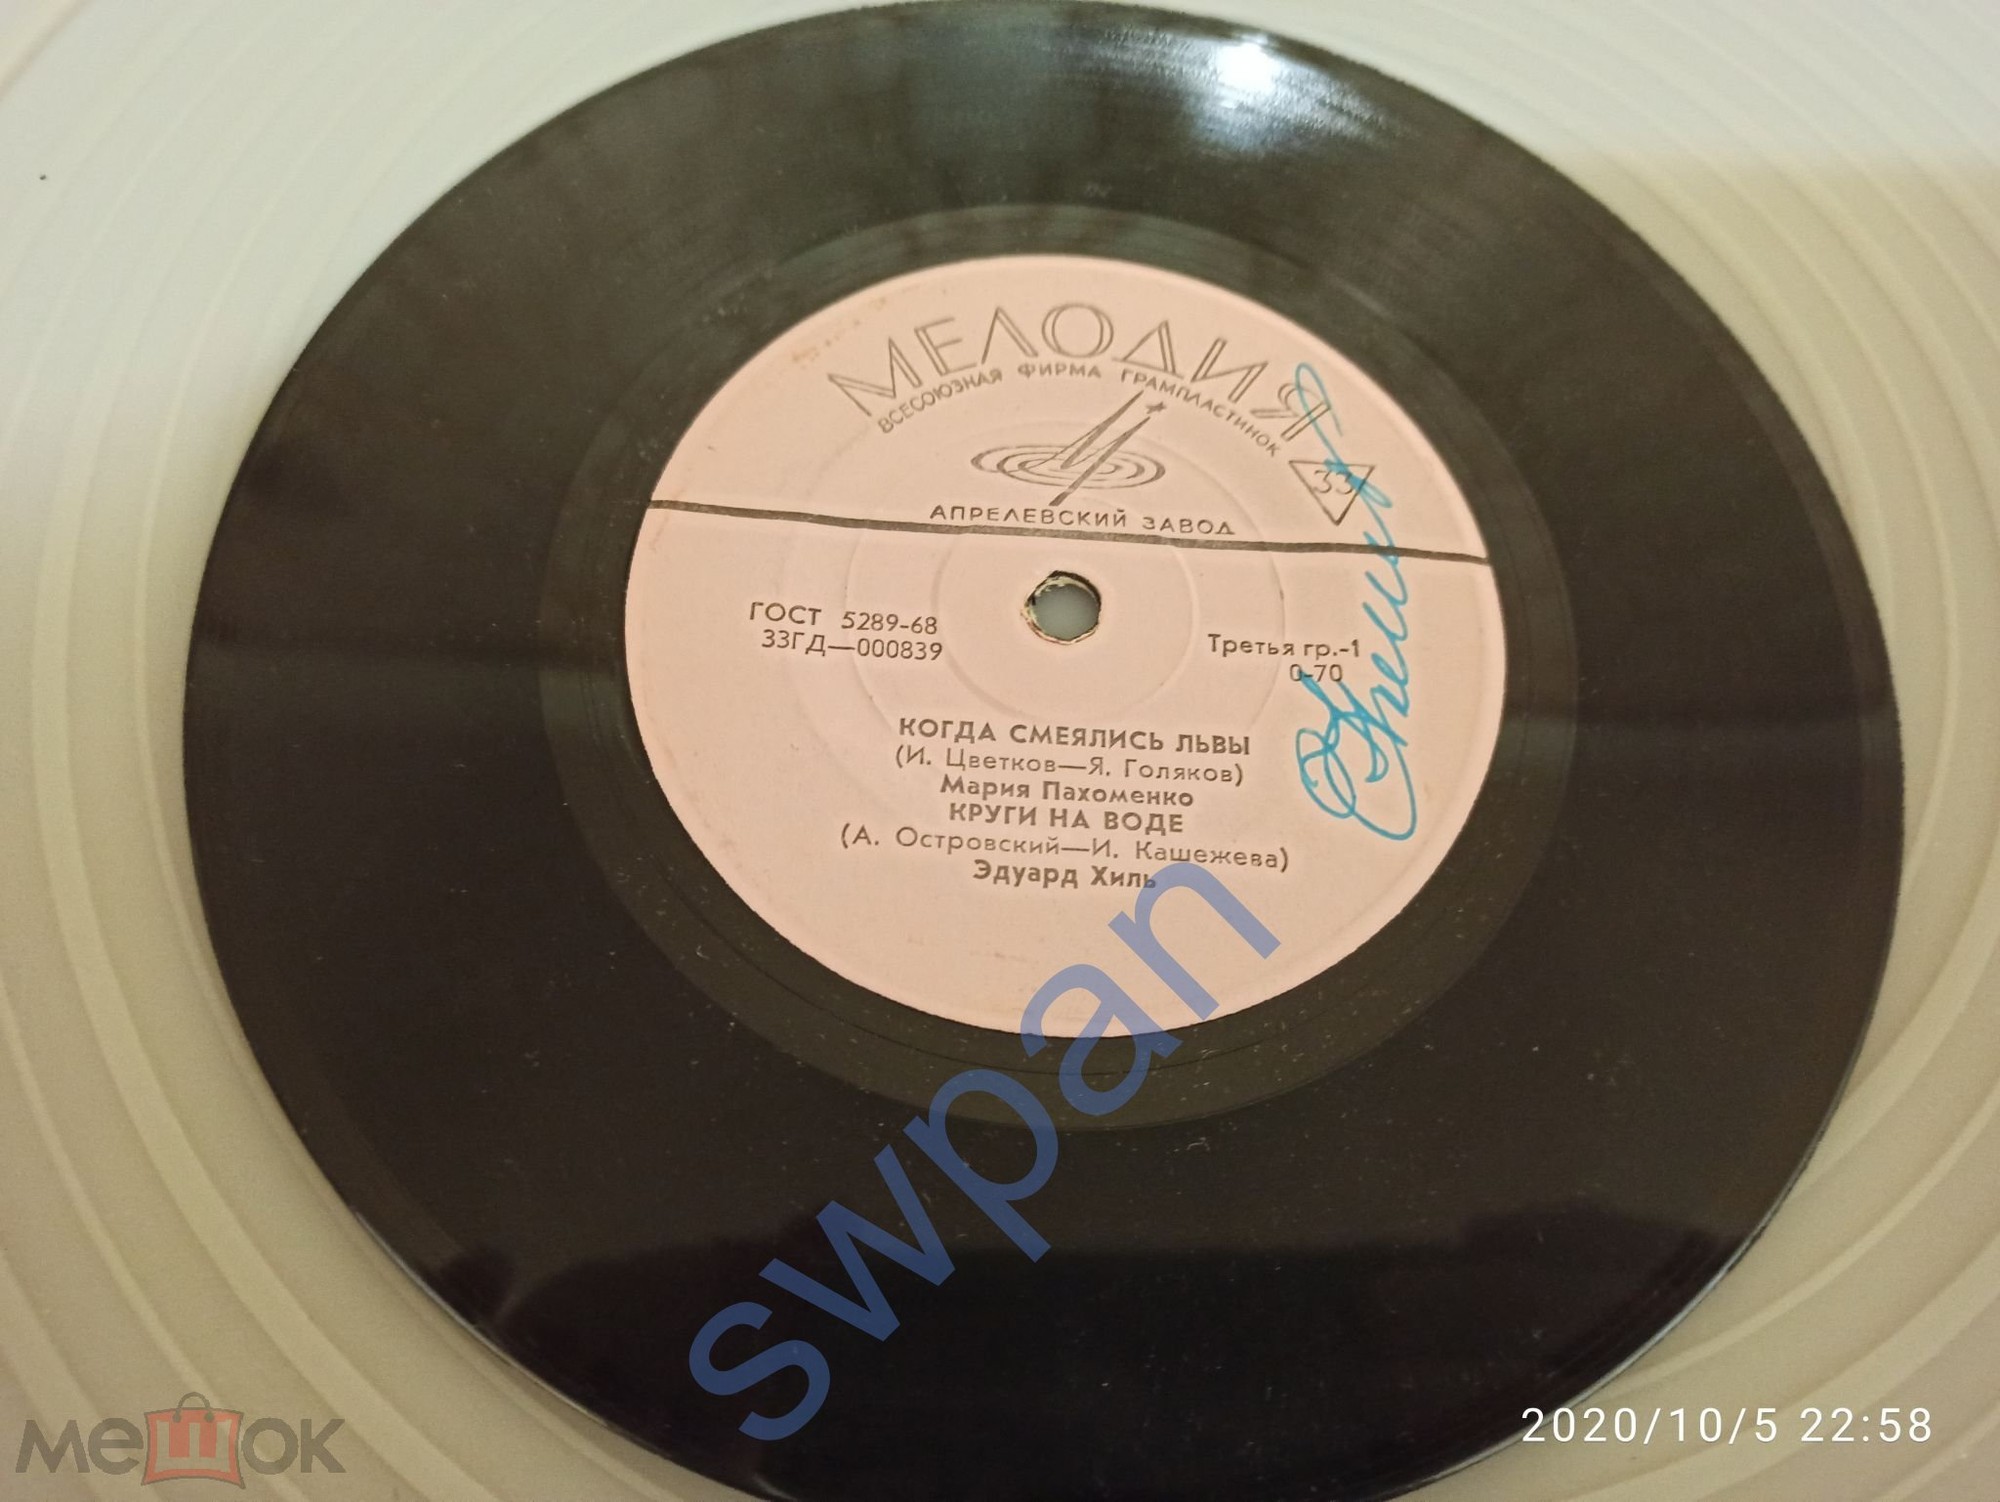 МЕЛОДИЯ
ВСЕСОЮЗНАЯ ФИРМА ГРАМПЛАСТИНОК
33
АПРЕЛЕВСКИЙ ЗАВОД
ГОСТ 5289-68
33ГД—000839
Третья гр.-1
0-70
КОГДА СМЕЯЛИСЬ ЛЬВЫ
(И. Цветков—Я. Голяков)
Мария Пахоменко
КРУГИ НА ВОДЕ
(А. Островский—И. Кашежева)
Эдуард Хиль
swpan
мешок
2020/10/5 22:58